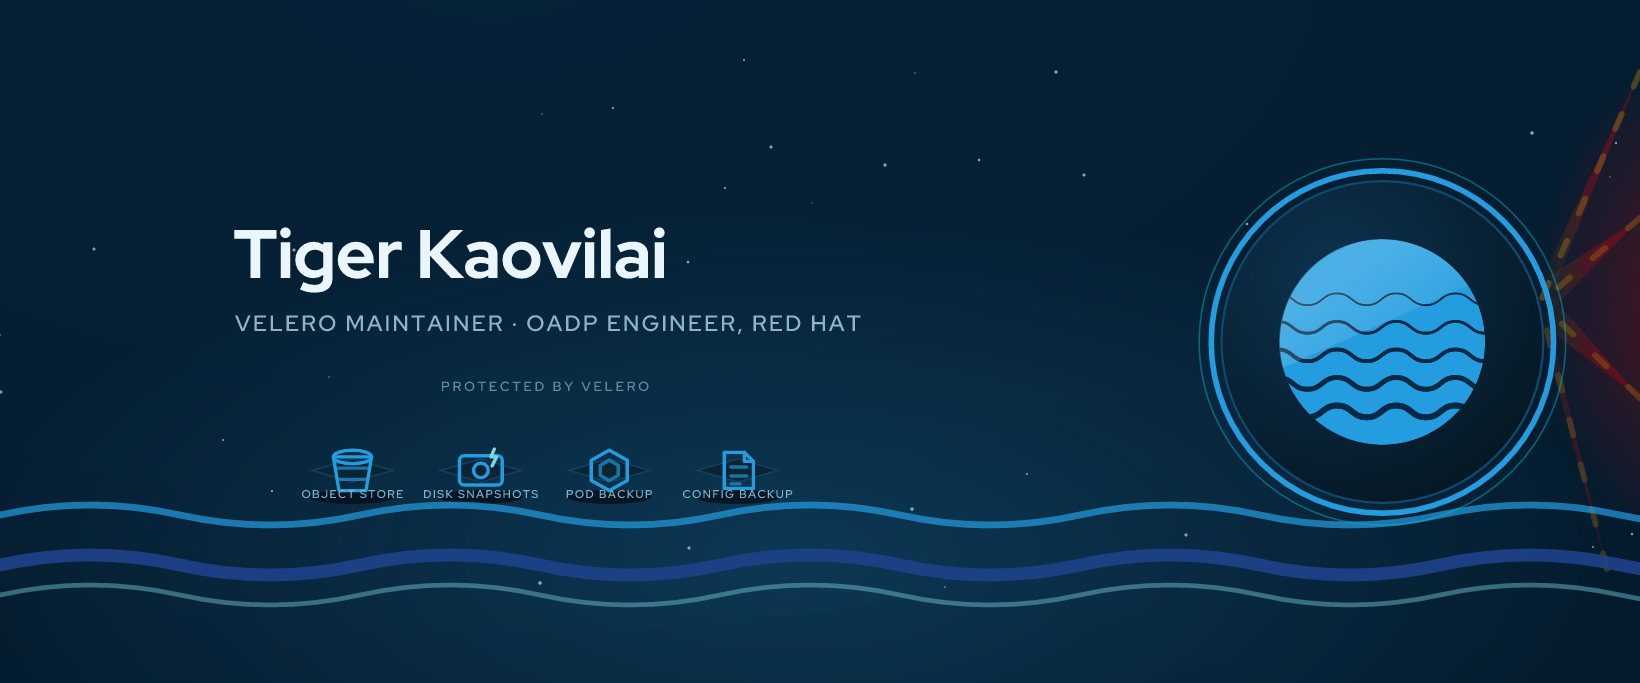 Tiger Kaovilai
VELERO MAINTAINER · OADP ENGINEER, RED HAT
PROTECTED BY VELERO
OBJECT STORE DISK SNAPSHOTS POD BACKUP CONFIG BACKUP